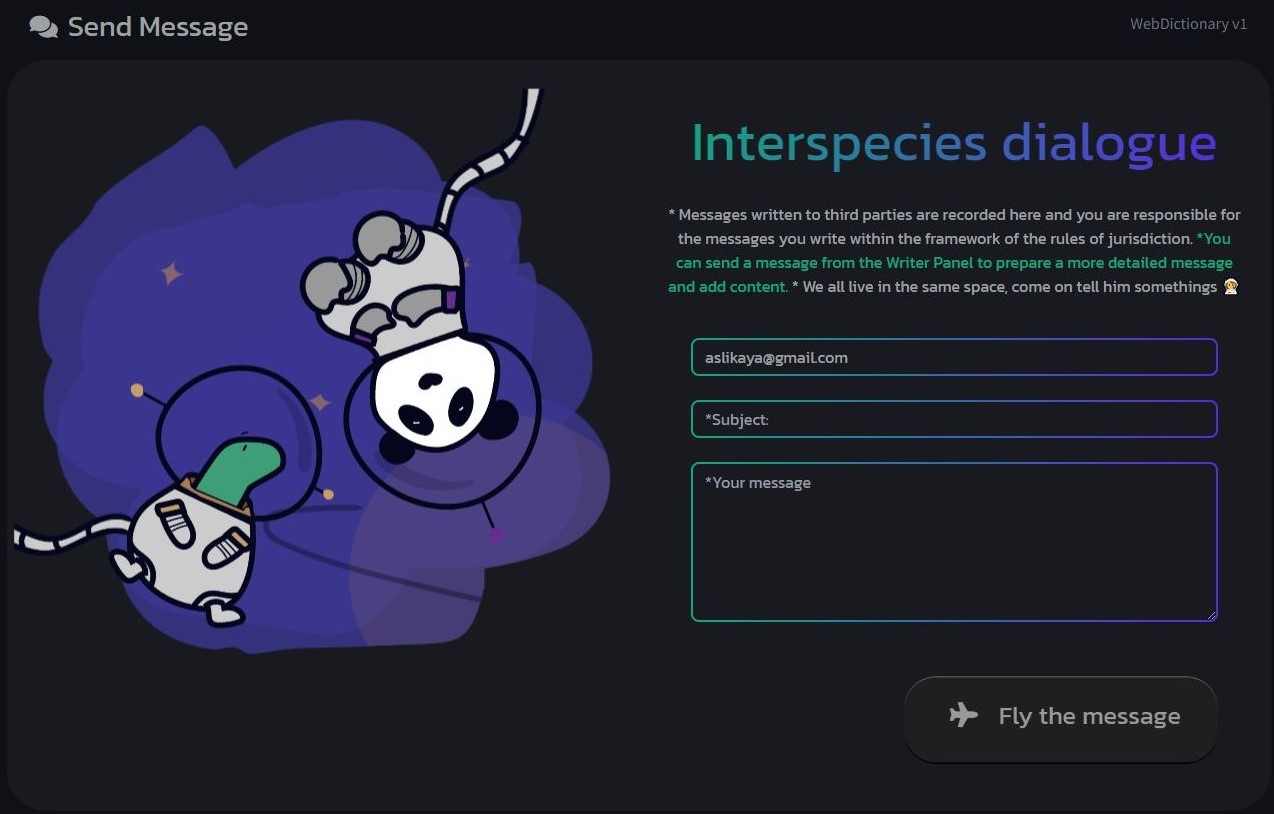 Send Message
WebDictionary v1
Interspecies dialogue
* Messages written to third parties are recorded here and you are responsible for
the messages you write within the framework of the rules of jurisdiction. *You
can send a message from the Writer Panel to prepare a more detailed message
and add content. * We all live in the same space, come on tell him somethings 🧑‍🚀
aslikaya@gmail.com
*Subject:
*Your message
Fly the message